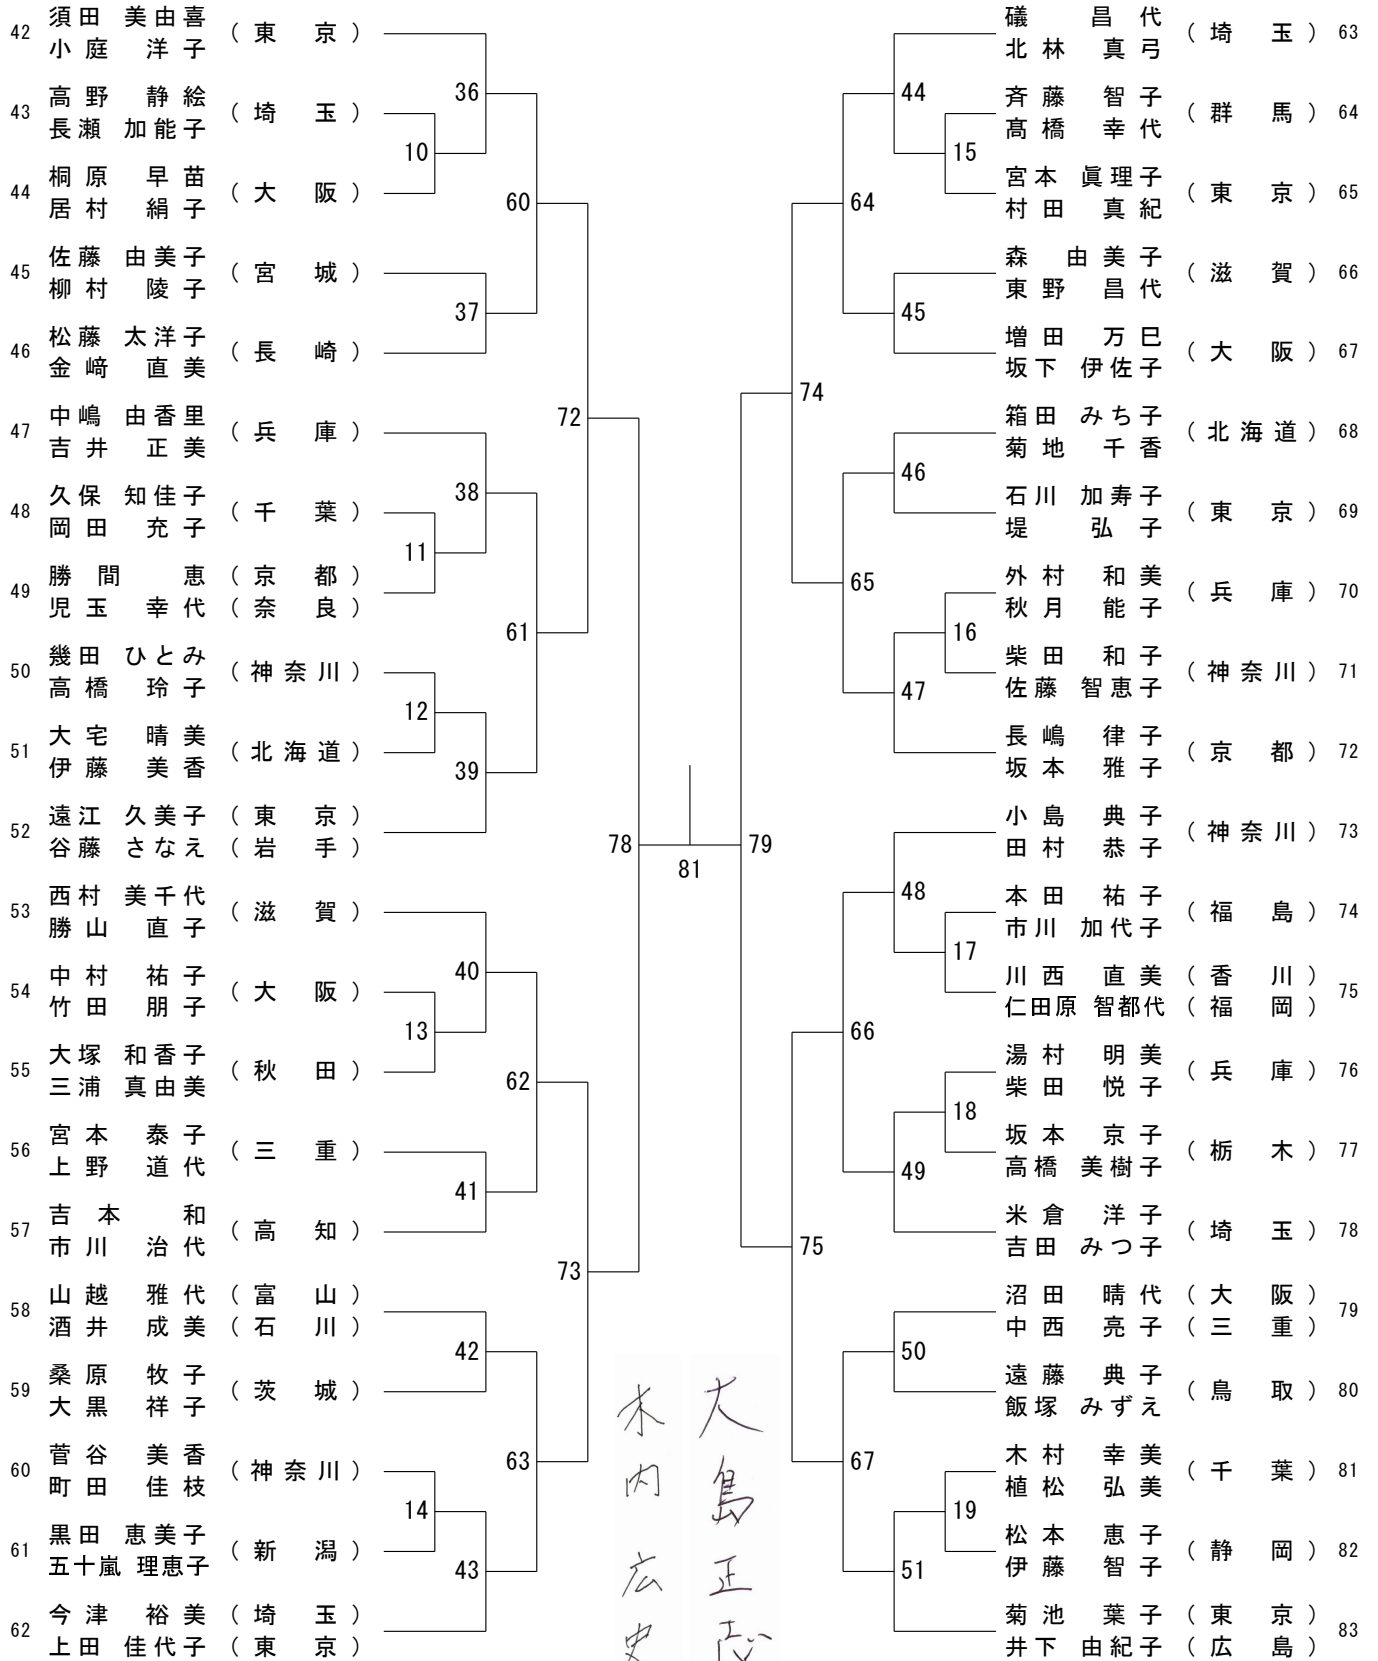 42 須田 美由喜 小庭 洋子 （東京）
43 高野 静絵 長瀬 加能子 （埼玉）
44 桐原 早苗 居村 絹子 （大阪）
45 佐藤 由美子 柳村 陵子 （宮城）
46 松藤 太洋子 金﨑 直美 （長崎）
47 中嶋 由香里 吉井 正美 （兵庫）
48 久保 知佳子 岡田 充子 （千葉）
49 勝間 恵 （京都） 児玉 幸代 （奈良）
50 幾田 ひとみ 高橋 玲子 （神奈川）
51 大宅 晴美 伊藤 美香 （北海道）
52 遠江 久美子 （東京） 谷藤 さなえ （岩手）
53 西村 美千代 勝山 直子 （滋賀）
54 中村 祐子 竹田 朋子 （大阪）
55 大塚 和香子 三浦 真由美 （秋田）
56 宮本 泰子 上野 道代 （三重）
57 吉本 和 市川 治代 （高知）
58 山越 雅代 （富山） 酒井 成美 （石川）
59 桑原 牧子 大黒 祥子 （茨城）
60 菅谷 美香 町田 佳枝 （神奈川）
61 黒田 恵美子 五十嵐 理恵子 （新潟）
62 今津 裕美 （埼玉） 上田 佳代子 （東京）
10
11
12
13
14
36
37
38
39
40
41
42
43
60
61
62
63
72
73
78
81
79
74
75
64
65
66
67
44
45
46
47
48
49
50
51
15
16
17
18
19
礒 昌代 北林 真弓 （埼玉） 63
斉藤 智子 髙橋 幸代 （群馬） 64
宮本 眞理子 村田 真紀 （東京） 65
森 由美子 東野 昌代 （滋賀） 66
増田 万巳 坂下 伊佐子 （大阪） 67
箱田 みち子 菊地 千香 （北海道） 68
石川 加寿子 堤 弘子 （東京） 69
外村 和美 秋月 能子 （兵庫） 70
柴田 和子 佐藤 智恵子 （神奈川） 71
長嶋 律子 坂本 雅子 （京都） 72
小島 典子 田村 恭子 （神奈川） 73
本田 祐子 市川 加代子 （福島） 74
川西 直美 （香川） 仁田原 智都代 （福岡） 75
湯村 明美 柴田 悦子 （兵庫） 76
坂本 京子 高橋 美樹子 （栃木） 77
米倉 洋子 吉田 みつ子 （埼玉） 78
沼田 晴代 （大阪） 中西 亮子 （三重） 79
遠藤 典子 飯塚 みずえ （鳥取） 80
木村 幸美 植松 弘美 （千葉） 81
松本 恵子 伊藤 智子 （静岡） 82
菊池 葉子 （東京） 井下 由紀子 （広島） 83
大島正
木内広史